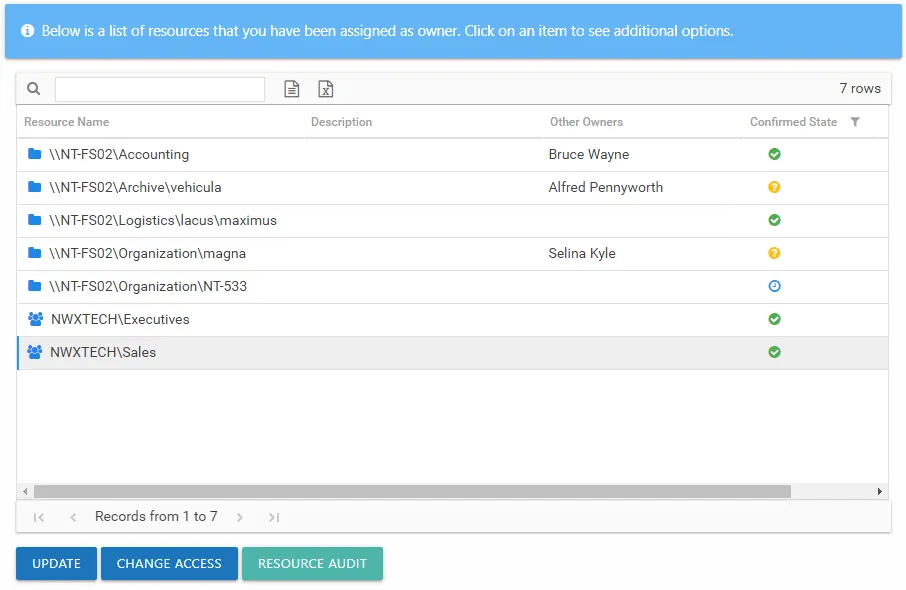 Below is a list of resources that you have been assigned as owner. Click on an item to see additional options.
7 rows
Resource Name Description Other Owners Confirmed State
\\NT-FS02\Accounting Bruce Wayne
\\NT-FS02\Archive\vehicula Alfred Pennyworth
\\NT-FS02\Logistics\lacus\maximus
\\NT-FS02\Organization\magna Selina Kyle
\\NT-FS02\Organization\NT-533
NWXTECH\Executives
NWXTECH\Sales
Records from 1 to 7
UPDATE CHANGE ACCESS RESOURCE AUDIT